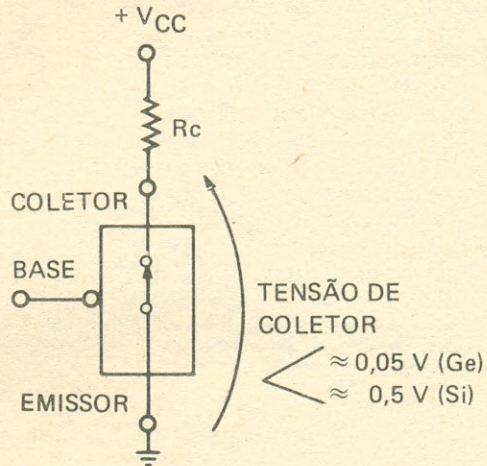 + VCC
Rc
COLETOR
BASE
TENSÃO DE
COLETOR
≈ 0,05 V (Ge)
≈ 0,5 V (Si)
EMISSOR